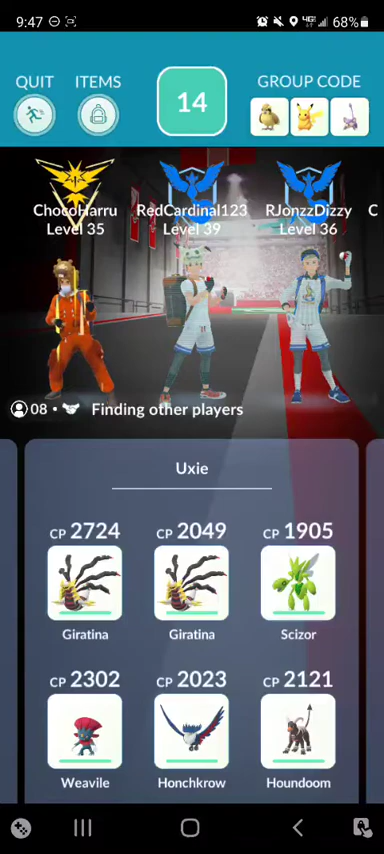 9:47
68%
QUIT
ITEMS
14
GROUP CODE
ChocoHarru
Level 35
RedCardinal123
Level 39
RJonzzDizzy
Level 36
C
08 • Finding other players
Uxie
CP 2724
CP 2049
CP 1905
Giratina
Giratina
Scizor
CP 2302
CP 2023
CP 2121
Weavile
Honchkrow
Houndoom